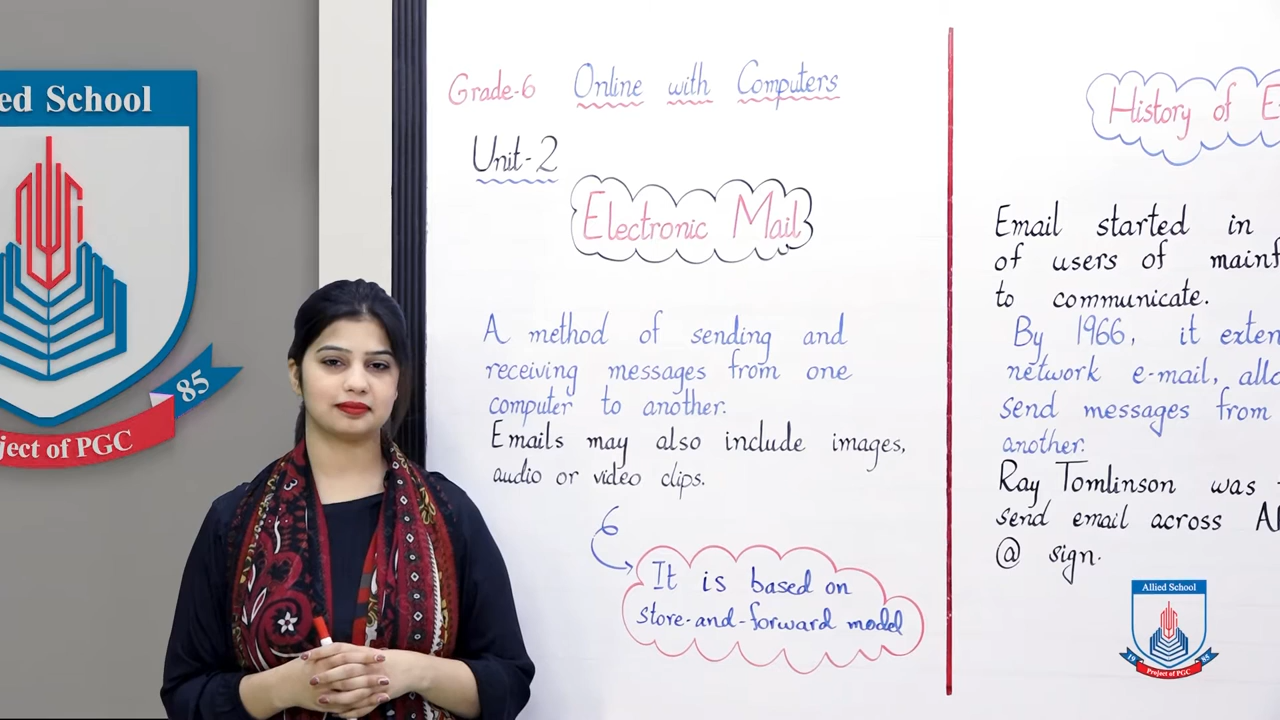 ed School
85
ject of PGC
Grade-6 Online with Computers
Unit-2
Electronic Mail
A method of sending and
receiving messages from one
computer to another.
Emails may also include images,
audio or video clips.
It is based on
store-and-forward model
History of E
Email started in
of users of mainf
to communicate.
By 1966, it exten
network e-mail, allo
send messages from
another.
Ray Tomlinson was
send email across
@ sign.
Allied School
19 85
Project of PGC